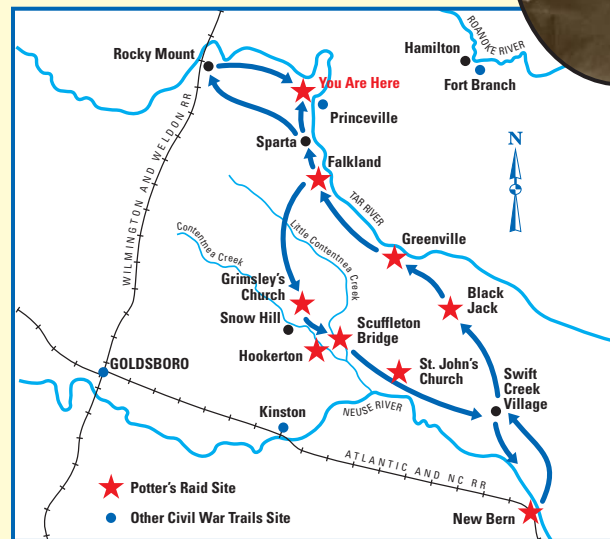 ROANOKE RIVER
Hamilton
Fort Branch
Rocky Mount
You Are Here
Princeville
Sparta
Falkland
N
WILMINGTON AND WELDON RR
TAR RIVER
Contentnea
Creek
Little Contentnea
Creek
Greenville
Grimsley's
Church
Black
Jack
Snow Hill
Scuffleton
Bridge
Hookerton
St. John's
Church
Swift
Creek
Village
GOLDSBORO
Kinston
NEUSE RIVER
ATLANTIC AND NC RR
New Bern
Potter's Raid Site
Other Civil War Trails Site